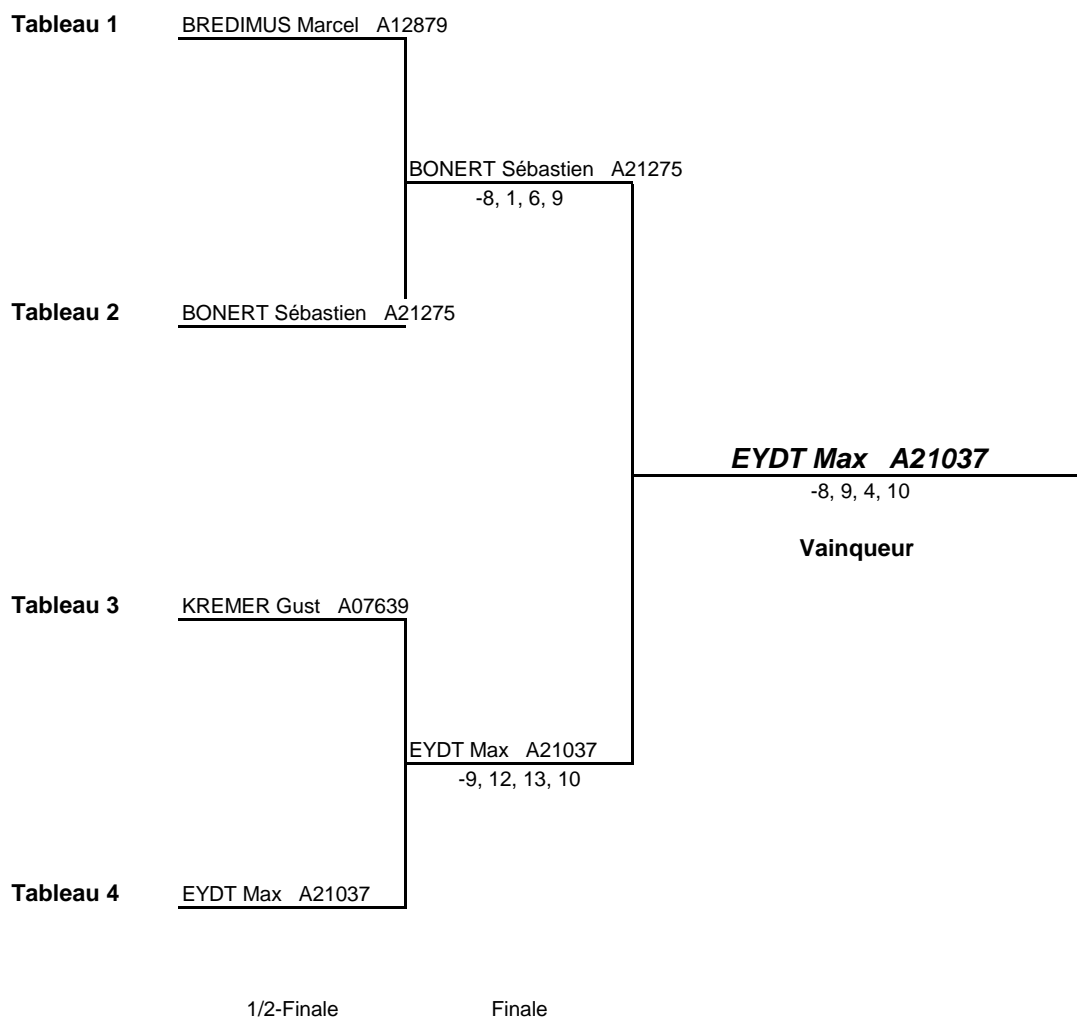 Tableau 1 BREDIMUS Marcel A12879
BONERT Sébastien A21275
-8, 1, 6, 9
Tableau 2 BONERT Sébastien A21275
EYDT Max A21037
-8, 9, 4, 10
Vainqueur
Tableau 3 KREMER Gust A07639
EYDT Max A21037
-9, 12, 13, 10
Tableau 4 EYDT Max A21037
1/2-Finale Finale